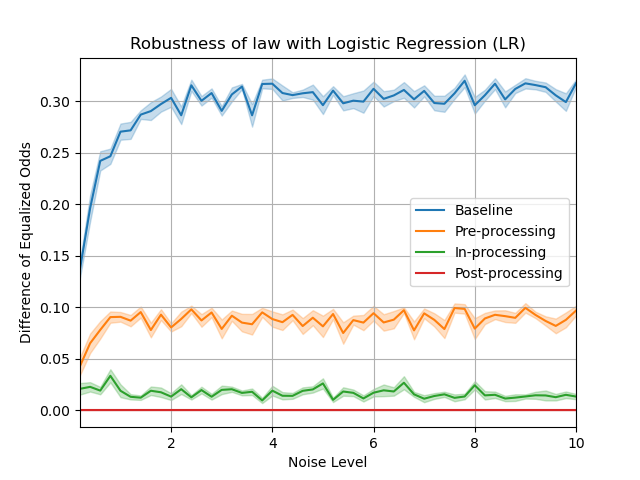 Robustness of law with Logistic Regression (LR)
Difference of Equalized Odds
0.30
0.25
0.20
0.15
0.10
0.05
0.00
Baseline
Pre-processing
In-processing
Post-processing
2
4
6
8
10
Noise Level